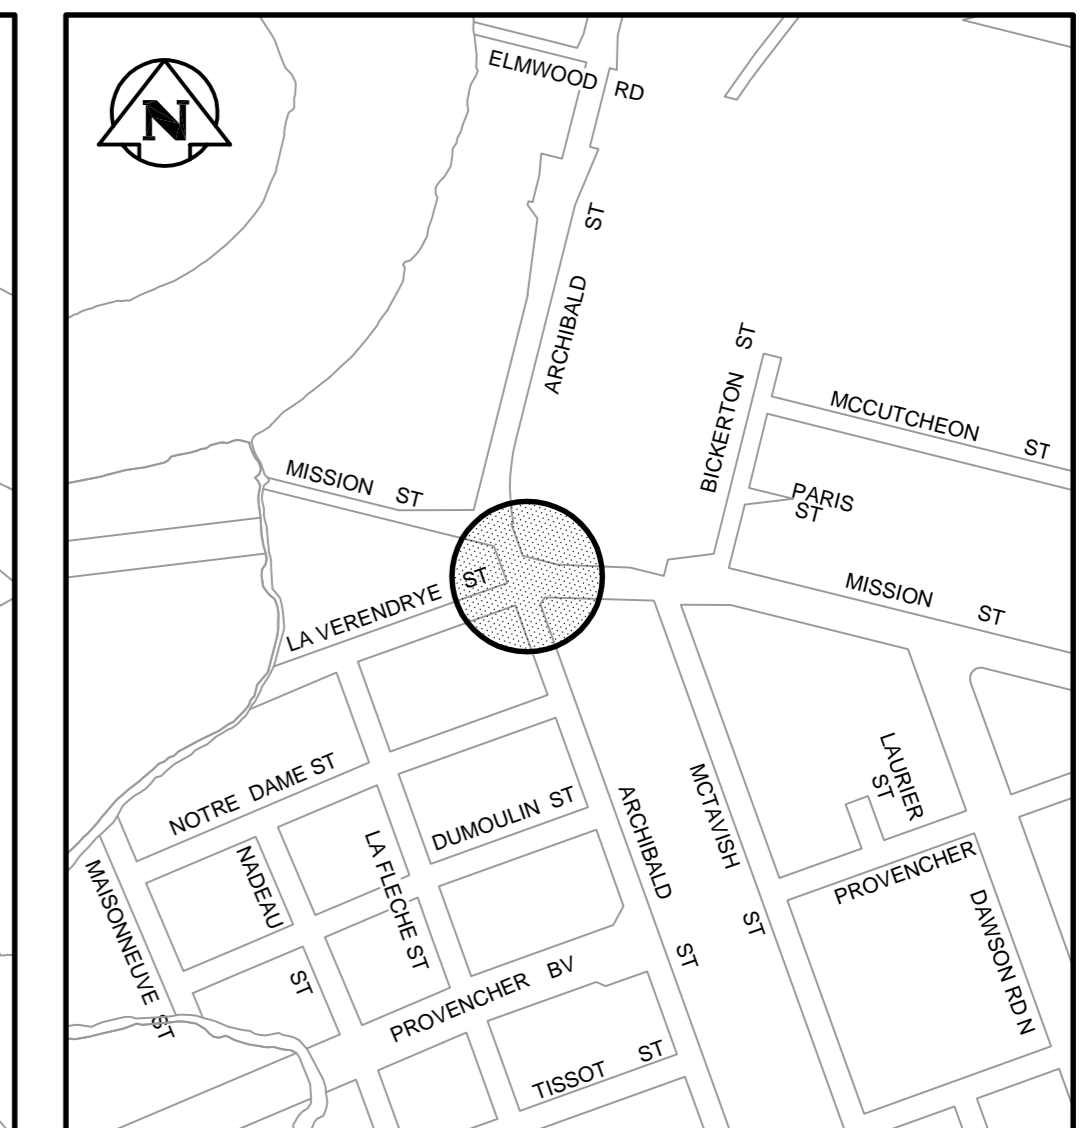 N
ELMWOOD RD
ARCHIBALD ST
BICKERTON ST
MCCUTCHEON ST
MISSION ST
PARIS ST
LA VERENDRYE ST
MISSION ST
NOTRE DAME ST
DUMOULIN ST
LAURIER ST
ARCHIBALD ST
MCTAVISH ST
NADEAU ST
LA FLECHE ST
MAISONNEUVE ST
PROVENCHER
DAWSON RD N
PROVENCHER BV
TISSOT ST